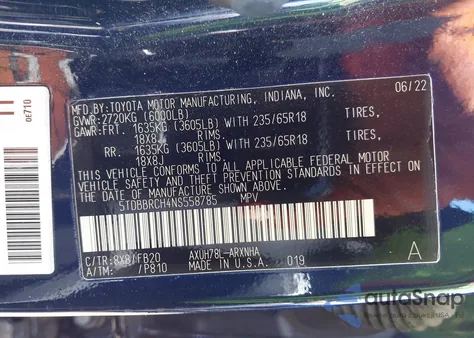 MFD.BY:TOYOTA MOTOR MANUFACTURING, INDIANA, INC. 06/22
GVWR:2720KG(6000LB)
GAWR:FRT. 1635KG(3605LB)WITH 235/65R18 TIRES,
18X8J RIMS.
RR. 1635KG(3605LB)WITH 235/65R18 TIRES,
18X8J RIMS.
THIS VEHICLE CONFORMS TO ALL APPLICABLE FEDERAL MOTOR
VEHICLE SAFETY STANDARDS IN EFFECT ON THE DATE OF
MANUFACTURE SHOWN ABOVE.
5TDBBRCH4NS558785 MPV
C/TR:8X8/FB20 AXUH78L-ARXNHA
A/TM: /P810 MADE IN U.S.A. 019 A
0E/710
autoSnap